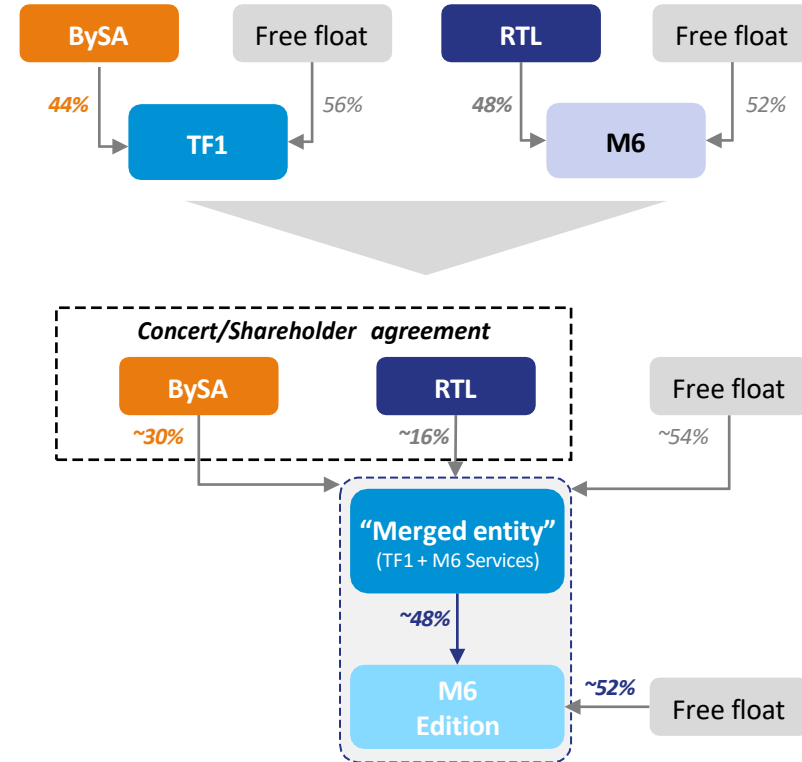 BySA
Free float
RTL
Free float
44%
56%
48%
52%
TF1
M6
Concert/Shareholder agreement
BySA
RTL
Free float
~30%
~16%
~54%
“Merged entity”
(TF1 + M6 Services)
~48%
M6
Edition
~52%
Free float